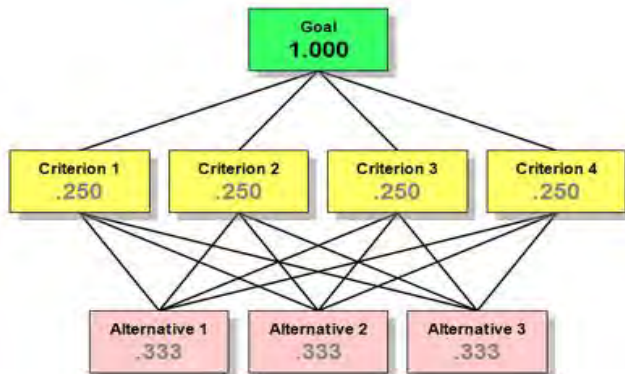 Goal
1.000
Criterion 1
.250
Criterion 2
.250
Criterion 3
.250
Criterion 4
.250
Alternative 1
.333
Alternative 2
.333
Alternative 3
.333